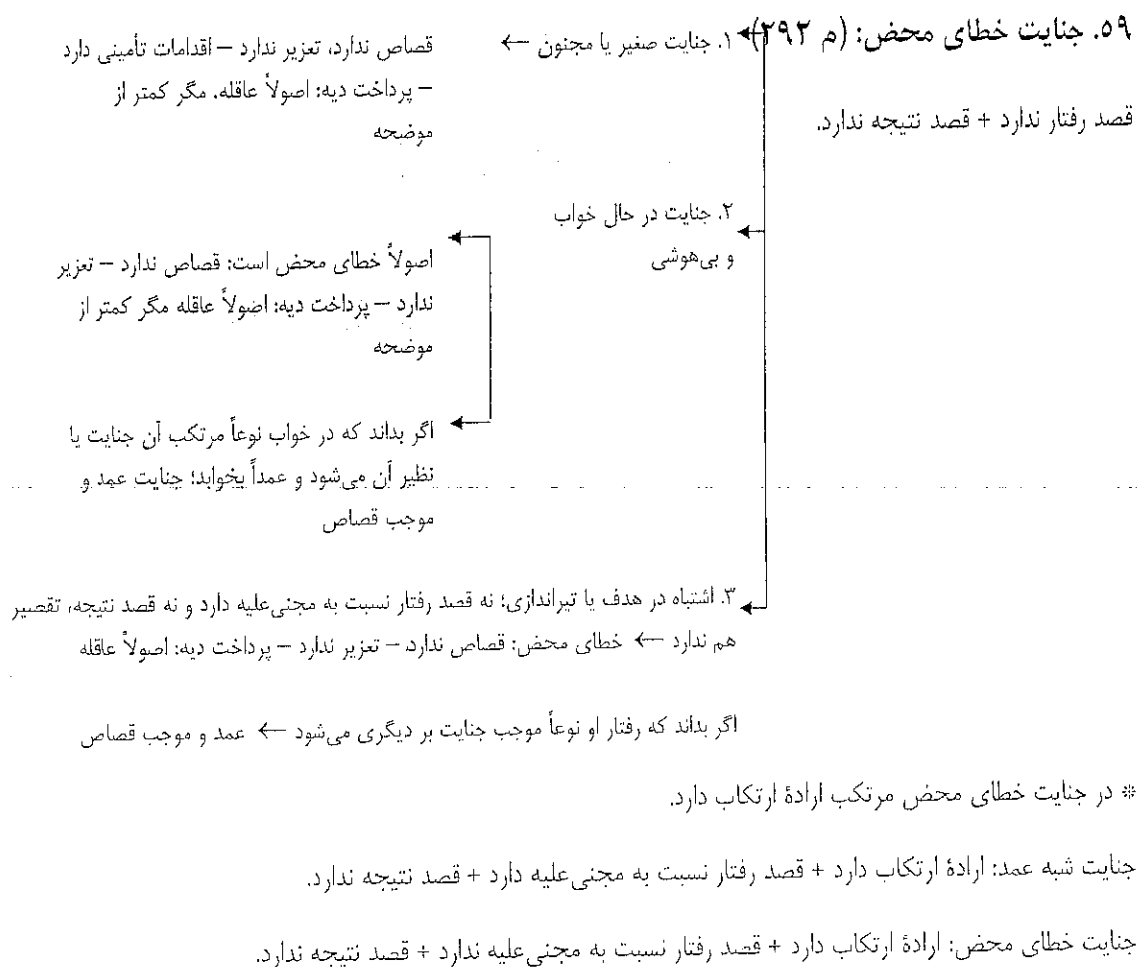 ۵۹. جنایت خطای محض: (م ۲۹۲)
قصد رفتار ندارد + قصد نتیجه ندارد.
۱. جنایت صغیر یا مجنون ←
قصاص ندارد، تعزیر ندارد – اقدامات تأمینی دارد
– پرداخت دیه: اصولاً عاقله. مگر کمتر از
موضحه
۲. جنایت در حال خواب
و بی‌هوشی
اصولاً خطای محض است: قصاص ندارد – تعزیر
ندارد – پرداخت دیه: اصولاً عاقله مگر کمتر از
موضحه
اگر بداند که در خواب نوعاً مرتکب آن جنایت یا
نظیر آن می‌شود و عمداً بخوابد؛ جنایت عمد و
موجب قصاص
۳. اشتباه در هدف یا تیراندازی؛ نه قصد رفتار نسبت به مجنی‌علیه دارد و نه قصد نتیجه، تقصیر
هم ندارد ← خطای محض: قصاص ندارد – تعزیر ندارد – پرداخت دیه: اصولاً عاقله
اگر بداند که رفتار او نوعاً موجب جنایت بر دیگری می‌شود ← عمد و موجب قصاص
* در جنایت خطای محض مرتکب ارادۀ ارتکاب دارد.
جنایت شبه عمد: ارادۀ ارتکاب دارد + قصد رفتار نسبت به مجنی‌علیه دارد + قصد نتیجه ندارد.
جنایت خطای محض: ارادۀ ارتکاب دارد + قصد رفتار نسبت به مجنی‌علیه ندارد + قصد نتیجه ندارد.